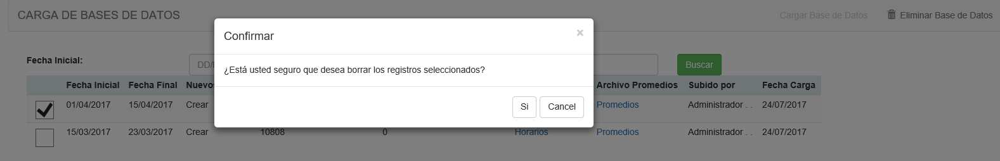 CARGA DE BASES DE DATOS
Cargar Base de Datos
Eliminar Base de Datos
Confirmar
×
¿Está usted seguro que desea borrar los registros seleccionados?
Si
Cancel
Fecha Inicial:
DD/
Buscar
Fecha Inicial Fecha Final Nuevos Archivo Promedios Subido por Fecha Carga
01/04/2017 15/04/2017 Crear Promedios Administrador . . 24/07/2017
15/03/2017 23/03/2017 Crear 10808 0 Horarios Promedios Administrador . . 24/07/2017